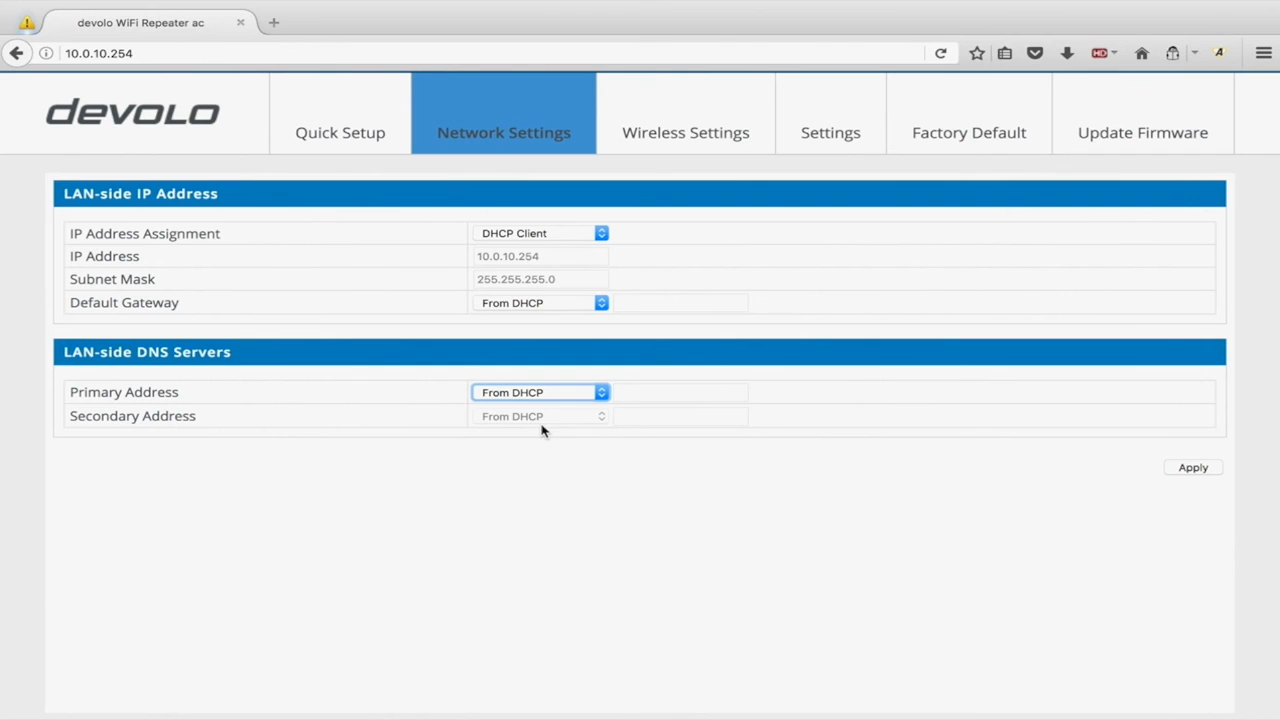 devolo WiFi Repeater ac
10.0.10.254
HD
A
devolo
Quick Setup
Network Settings
Wireless Settings
Settings
Factory Default
Update Firmware
LAN-side IP Address
IP Address Assignment DHCP Client
IP Address 10.0.10.254
Subnet Mask 255.255.255.0
Default Gateway From DHCP
LAN-side DNS Servers
Primary Address From DHCP
Secondary Address From DHCP
Apply